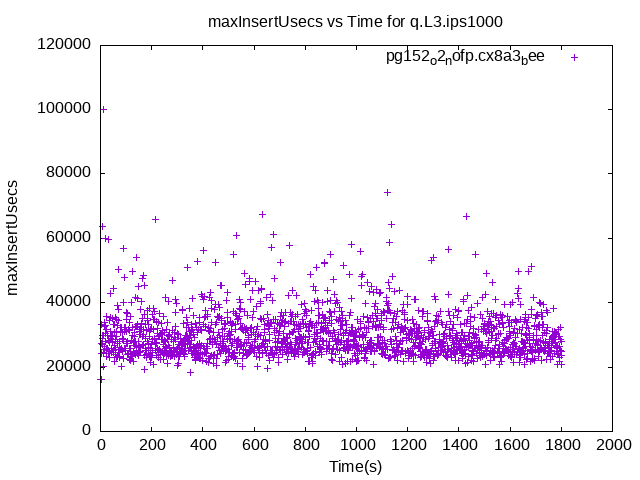 maxInsertUsecs vs Time for q.L3.ips1000
pg152o2nofp.cx8a3bee
maxInsertUsecs
120000
100000
80000
60000
40000
20000
0
0 200 400 600 800 1000 1200 1400 1600 1800 2000
Time(s)